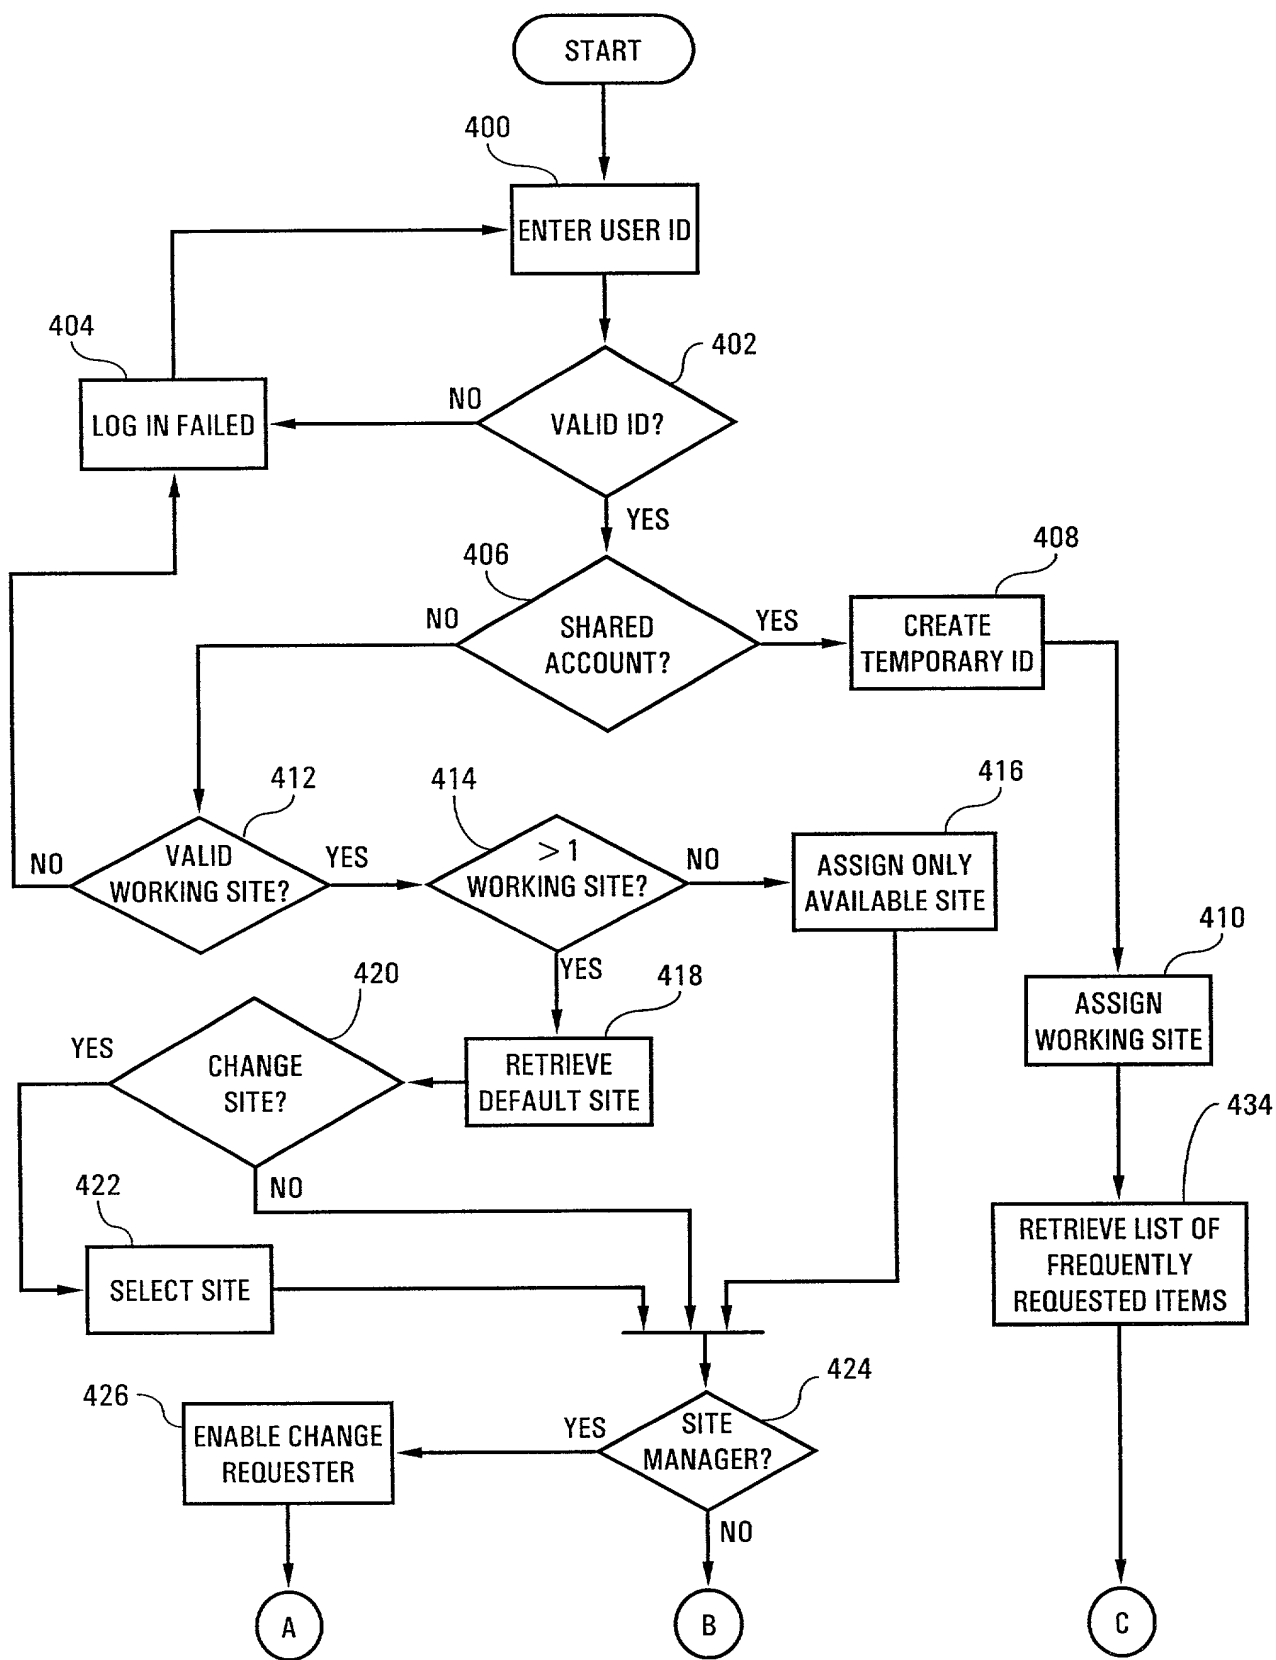 START
400
ENTER USER ID
404
402
LOG IN FAILED
NO
VALID ID?
YES
406
408
NO
SHARED
ACCOUNT?
YES
CREATE
TEMPORARY ID
412
414
416
NO
VALID
WORKING SITE?
YES
> 1
WORKING SITE?
NO
ASSIGN ONLY
AVAILABLE SITE
410
YES
420
418
ASSIGN
WORKING SITE
YES
CHANGE
SITE?
RETRIEVE
DEFAULT SITE
434
NO
422
RETRIEVE LIST OF
FREQUENTLY
REQUESTED ITEMS
SELECT SITE
424
426
ENABLE CHANGE
REQUESTER
YES
SITE
MANAGER?
NO
A
B
C